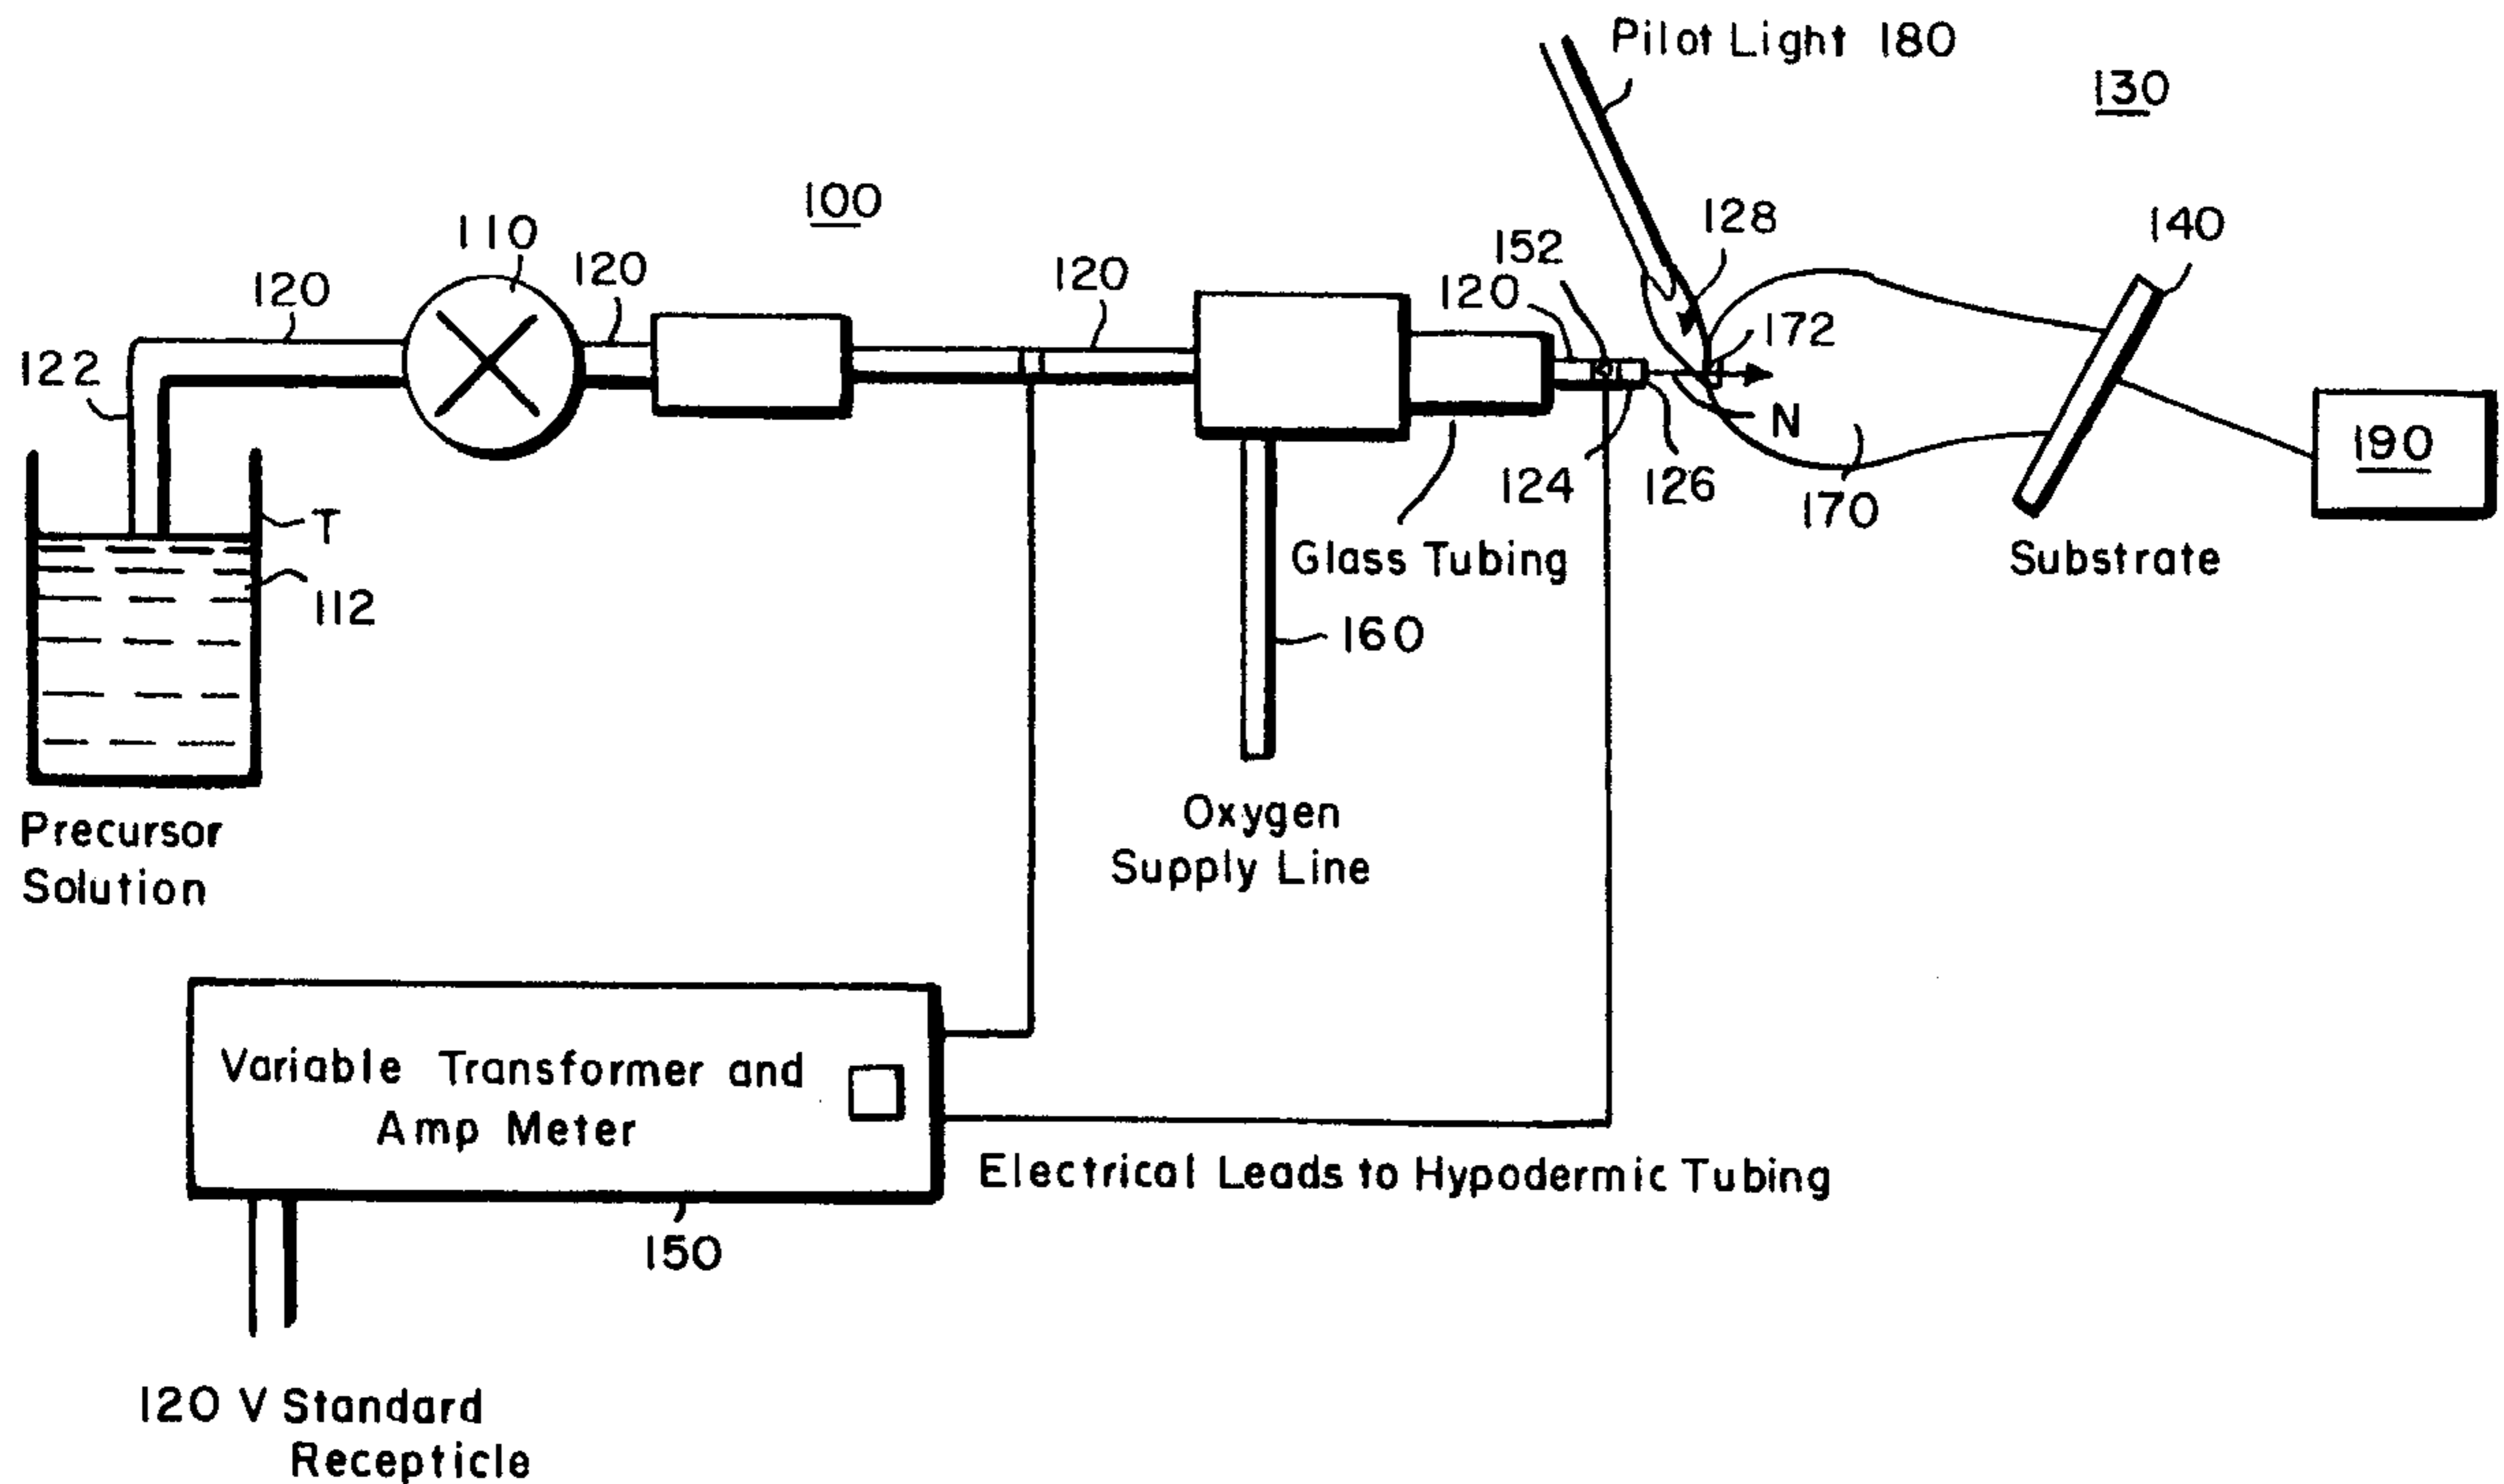 Pilot Light 180
130
100
110
128
140
152
120
120
120
120
172
122
N
190
124
126
170
T
Glass Tubing
Substrate
112
160
Oxygen
Supply Line
Precursor
Solution
Variable Transformer and
Amp Meter
Electrical Leads to Hypodermic Tubing
150
120 V Standard
Recepticle